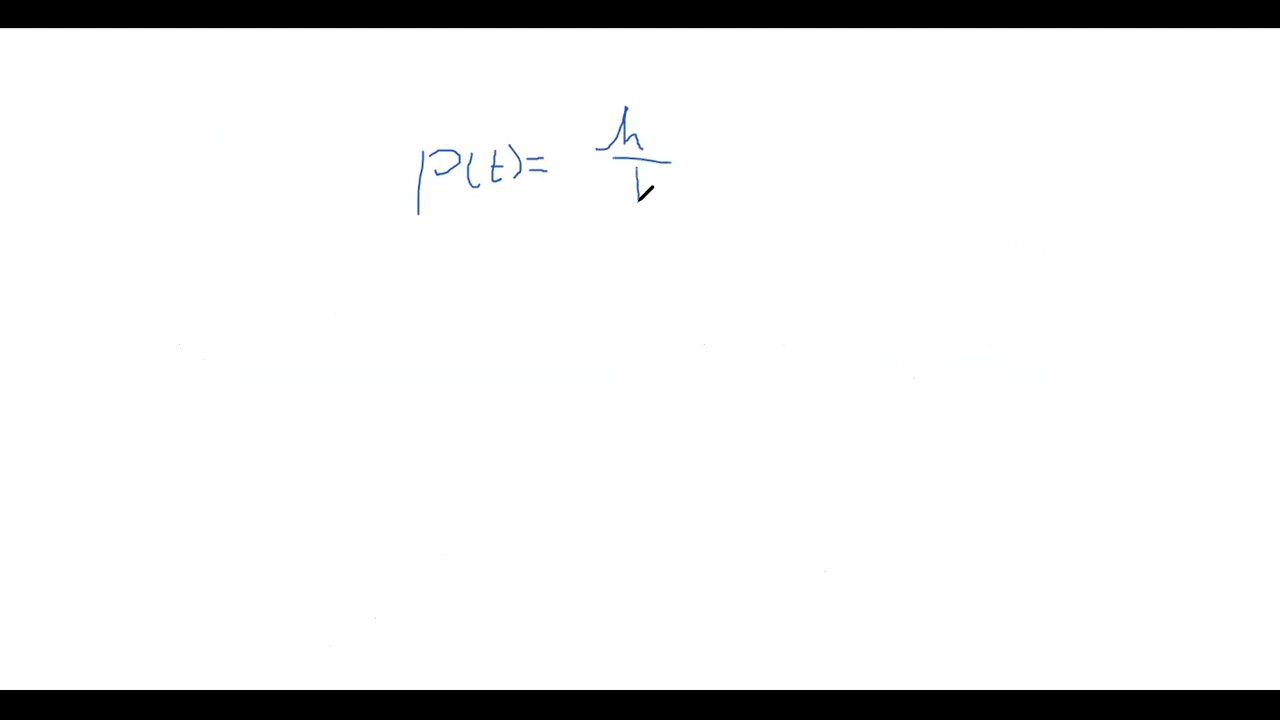 P(t) = h/